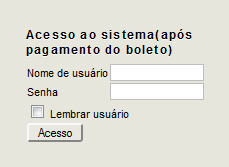 Acesso ao sistema(após
pagamento do boleto)
Nome de usuário
Senha
Lembrar usuário
Acesso